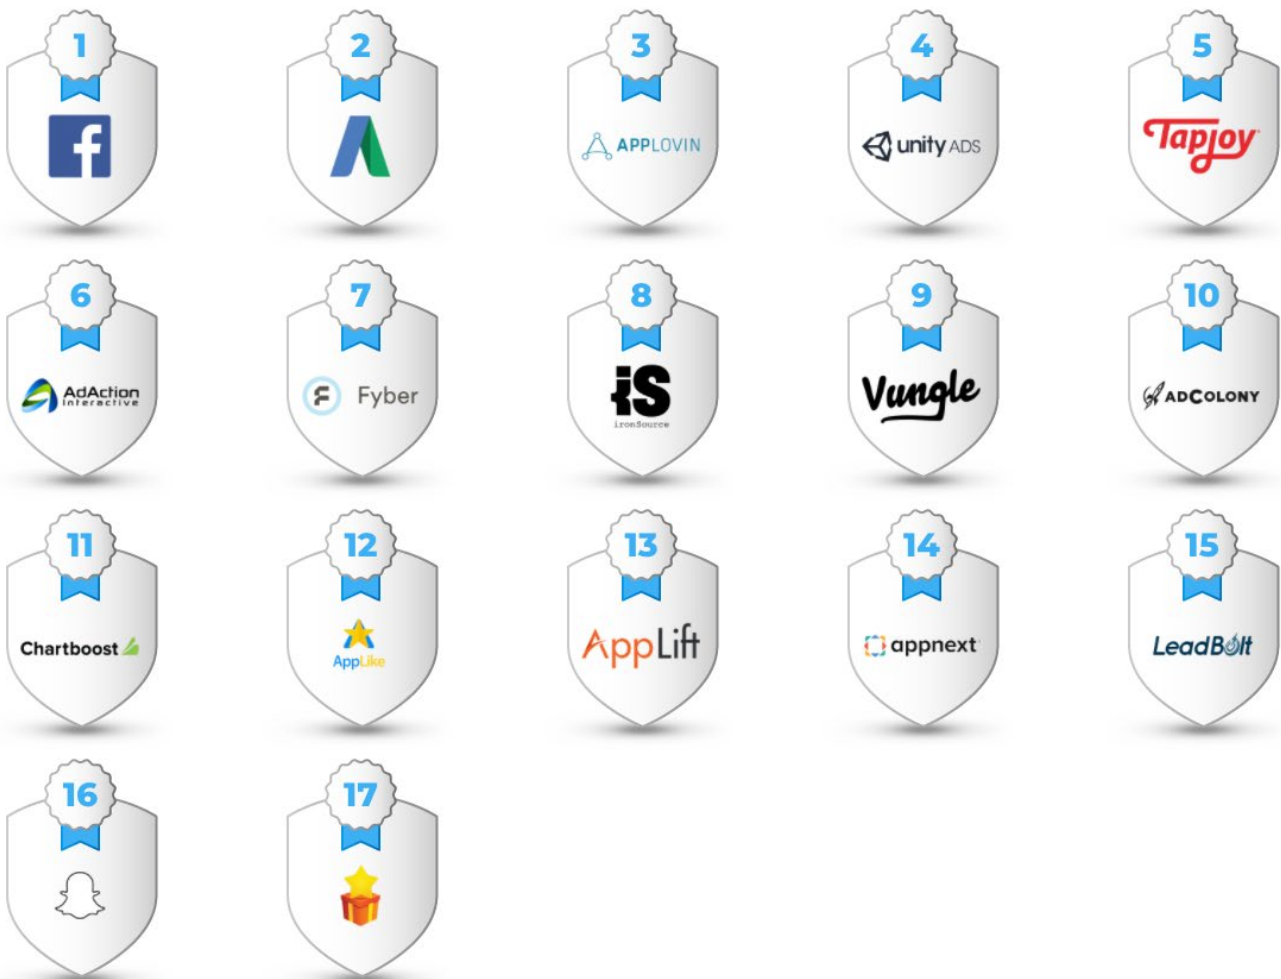 1
2
3
4
5
f
APPLOVIN
unity ADS
Tapjoy
6
7
8
9
10
AdAction
Interactive
F Fyber
iS
ironSource
Vungle
ADCOLONY
11
12
13
14
15
Chartboost
AppLike
AppLift
appnext
LeadBolt
16
17